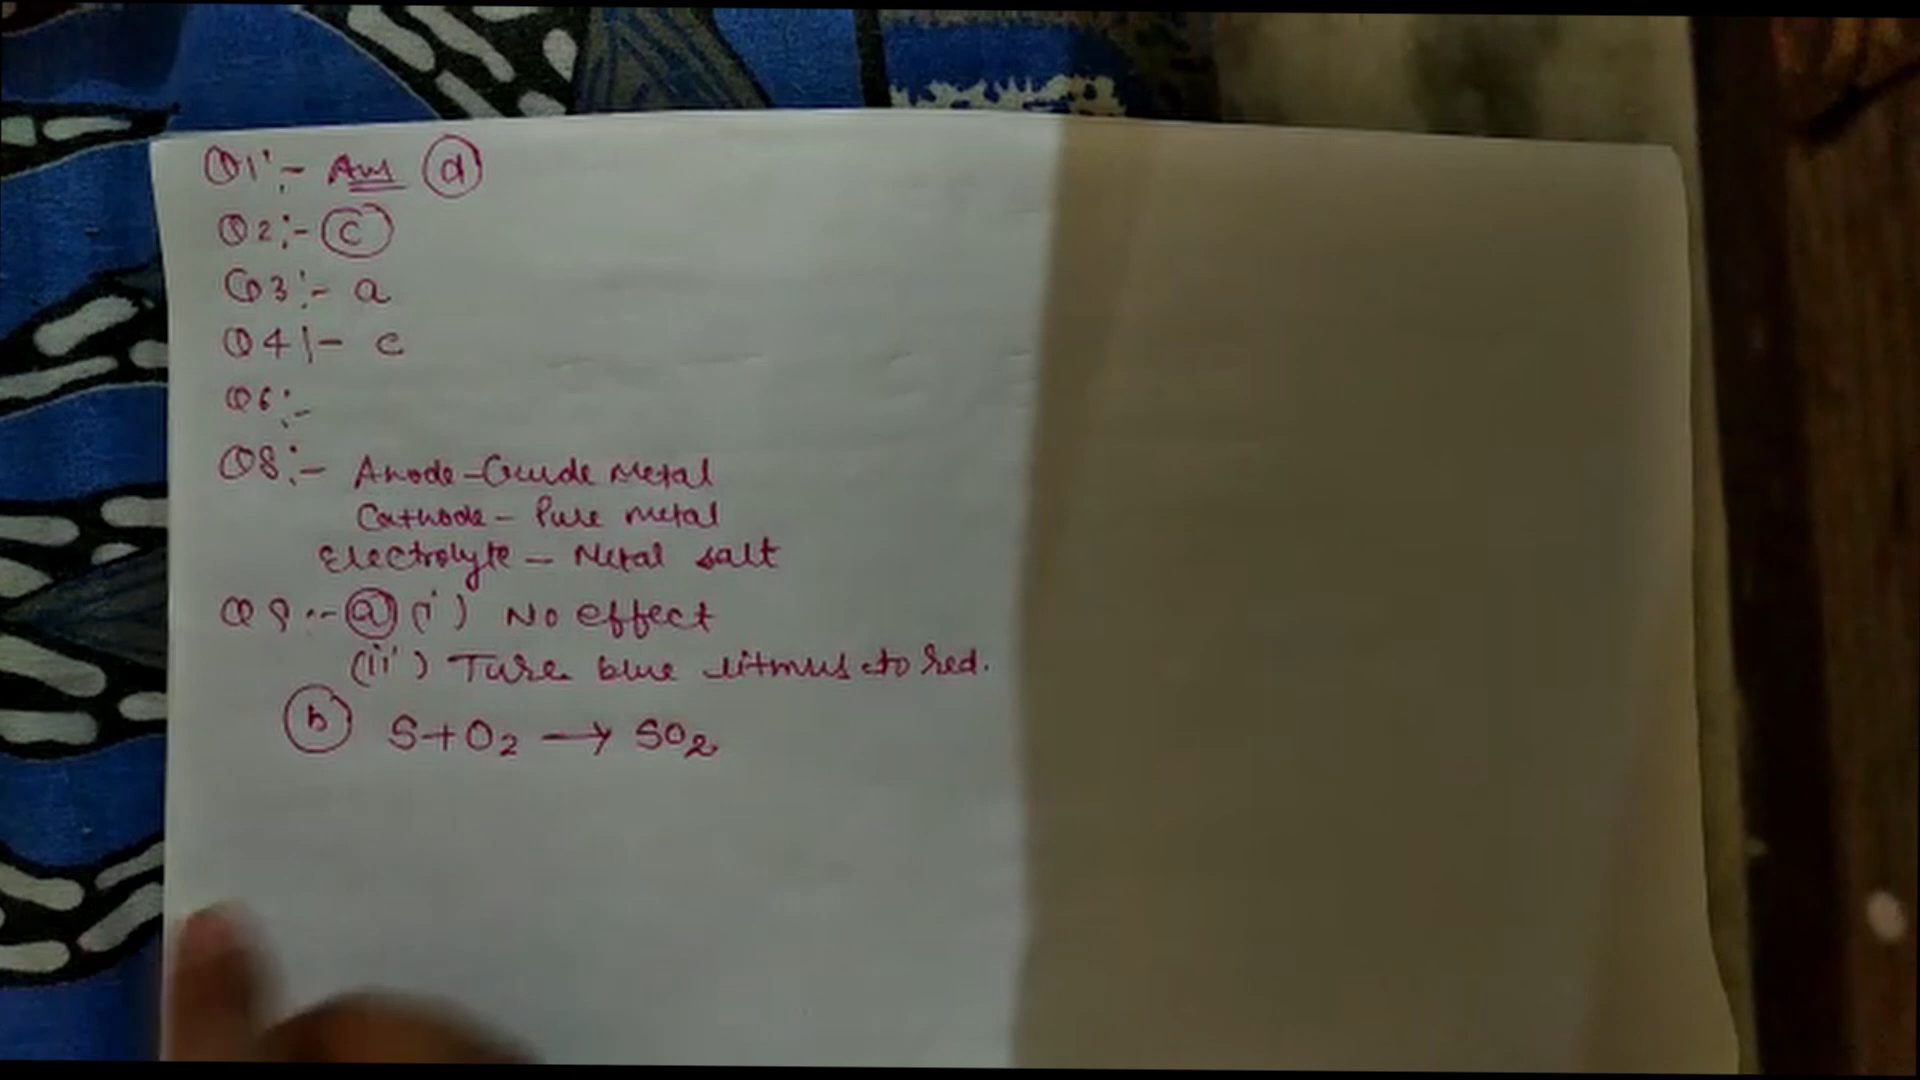 Q1:- Ans (d)
Q2:- (c)
Q3:- a
Q4:- c
Q6:-
Q8:- Anode - Crude Metal
Cathode - Pure metal
Electrolyte - Metal salt
Q9:- (a) (i) No effect
(ii) Ture blue litmus to red.
(b) S+O₂ → SO₂